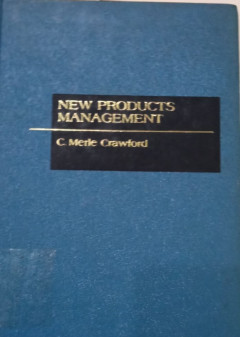 NEW PRODUCTS
MANAGEMENT
C. Merle Crawford